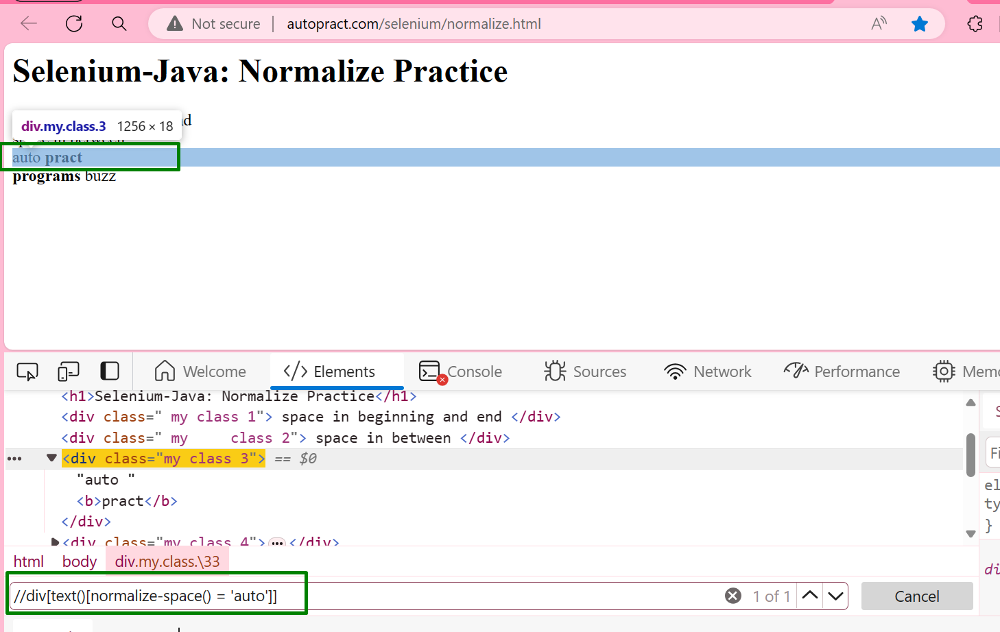 Not secure | autopract.com/selenium/normalize.html
Selenium-Java: Normalize Practice
div.my.class.3 1256 × 18
auto pract
programs buzz
Welcome </> Elements Console Sources Network Performance
<h1>Selenium-Java: Normalize Practice</h1>
<div class=" my class 1"> space in beginning and end </div>
<div class=" my     class 2"> space in between </div>
••• <div class="my class 3"> == $0
"auto "
<b>pract</b>
</div>
<div class="my class 4"> ••• </div>
}
html body div.my.class.\33
//div[text()[normalize-space() = 'auto']]
1 of 1
Cancel